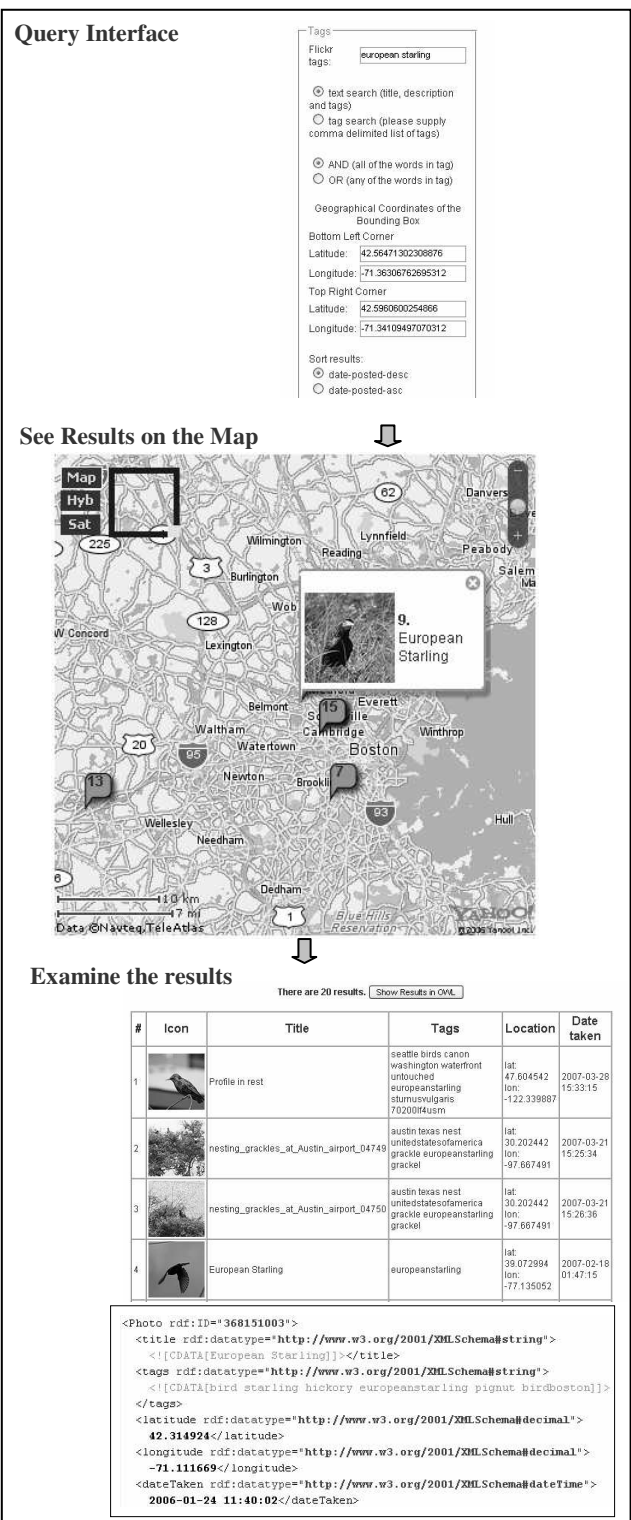 Query Interface
Tags
Flickr
tags:
european starling
text search (title, description
and tags)
tag search (please supply
comma delimited list of tags)
AND (all of the words in tag)
OR (any of the words in tag)
Geographical Coordinates of the
Bounding Box
Bottom Left Corner
Latitude: 42.56471302308876
Longitude: -71.36306762695312
Top Right Corner
Latitude: 42.5960600254866
Longitude: -71.34109497070312
Sort results:
date-posted-desc
date-posted-asc
See Results on the Map
Map
Hyb
Sat
62
Danvers
225
Wilmington
Lynnfield
Reading
Peabody
3
Burlington
Salem
Wob
128
9.
European
Starling
W Concord
Lexington
Belmont
15
Everett
Waltham
Cambridge
Winthrop
20
95
Watertown
Boston
13
Newton
Brookli
7
93
Wellesley
Hull
Needham
6
Dedham
10 km
7 mi
1
Blue Hills
Reservation
YAHOO!
Data ©Navteq,TeleAtlas
©2006 Yahoo! Inc
Examine the results
There are 20 results. Show Results in OWL
# Icon Title Tags Location Date taken
1 Profile in rest
seattle birds canon
washington waterfront
untouched
europeanstarling
sturnusvulgaris
70200lf4usm
lat:
47.604542
lon:
-122.339887
2007-03-28
15:33:15
2 nesting_grackles_at_Austin_airport_04749
austin texas nest
unitedstatesofamerica
grackle europeanstarling
grackel
lat:
30.202442
lon:
-97.667491
2007-03-21
15:25:34
3 nesting_grackles_at_Austin_airport_04750
austin texas nest
unitedstatesofamerica
grackle europeanstarling
grackel
lat:
30.202442
lon:
-97.667491
2007-03-21
15:26:36
4 European Starling
europeanstarling
lat:
39.072994
lon:
-77.135052
2007-02-18
01:47:15
<Photo rdf:ID="368151003">
<title rdf:datatype="http://www.w3.org/2001/XMLSchema#string">
<![CDATA[European Starling]]></title>
<tags rdf:datatype="http://www.w3.org/2001/XMLSchema#string">
<![CDATA[bird starling hickory europeanstarling pignut birdboston]]>
</tags>
<latitude rdf:datatype="http://www.w3.org/2001/XMLSchema#decimal">
42.314924</latitude>
<longitude rdf:datatype="http://www.w3.org/2001/XMLSchema#decimal">
-71.111669</longitude>
<dateTaken rdf:datatype="http://www.w3.org/2001/XMLSchema#dateTime">
2006-01-24 11:40:02</dateTaken>